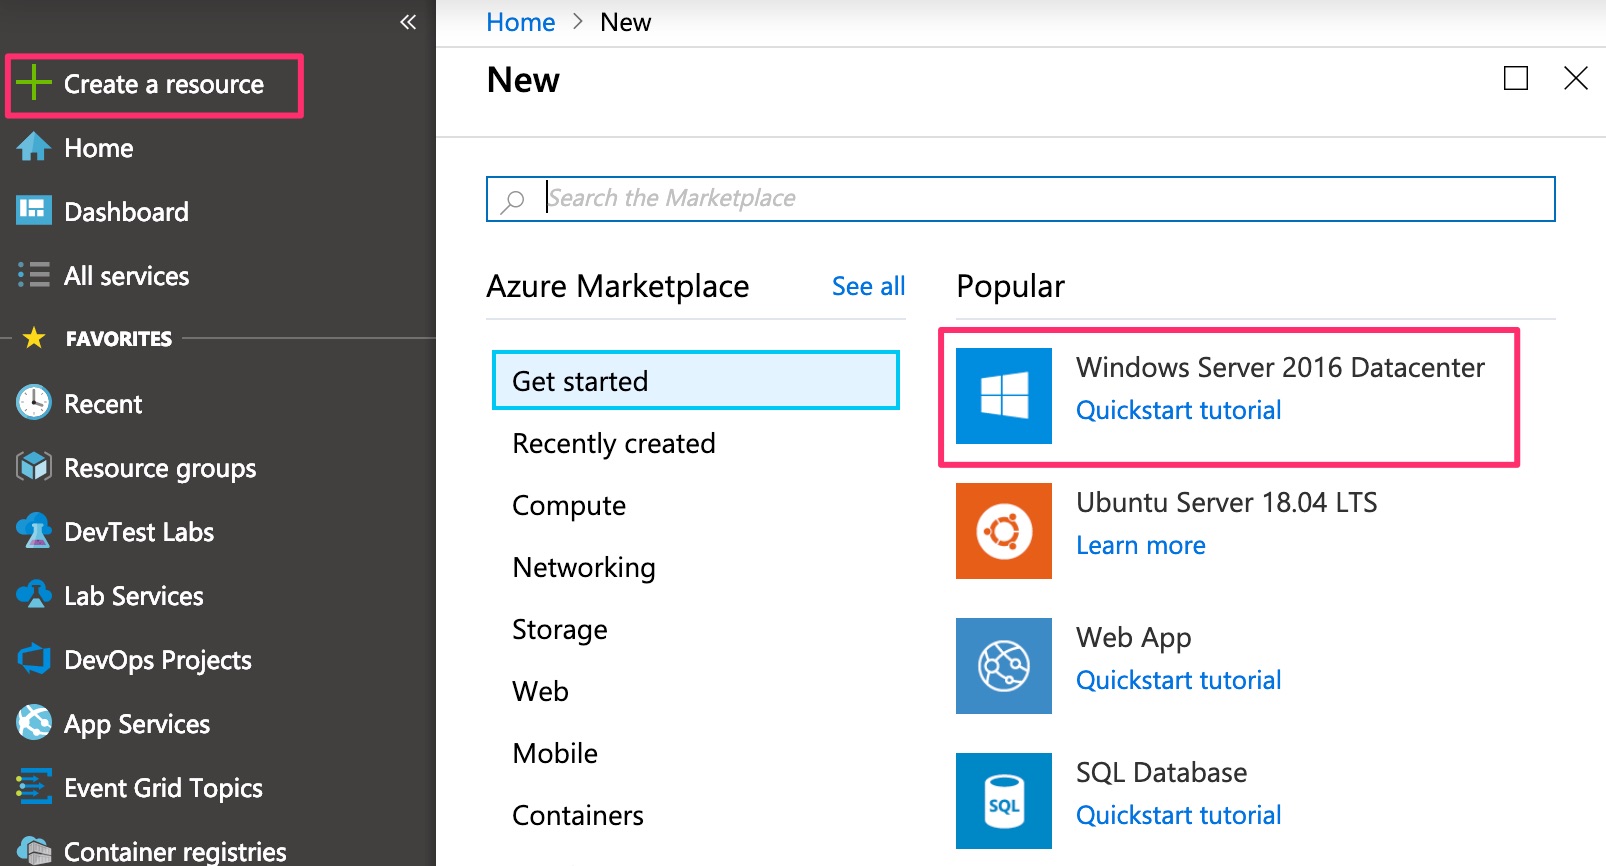 «
Create a resource
Home
Dashboard
All services
FAVORITES
Recent
Resource groups
DevTest Labs
Lab Services
DevOps Projects
App Services
Event Grid Topics
Container registries
Home > New
New
Search the Marketplace
Azure Marketplace
See all
Get started
Recently created
Compute
Networking
Storage
Web
Mobile
Containers
Popular
Windows Server 2016 Datacenter
Quickstart tutorial
Ubuntu Server 18.04 LTS
Learn more
Web App
Quickstart tutorial
SQL
SQL Database
Quickstart tutorial